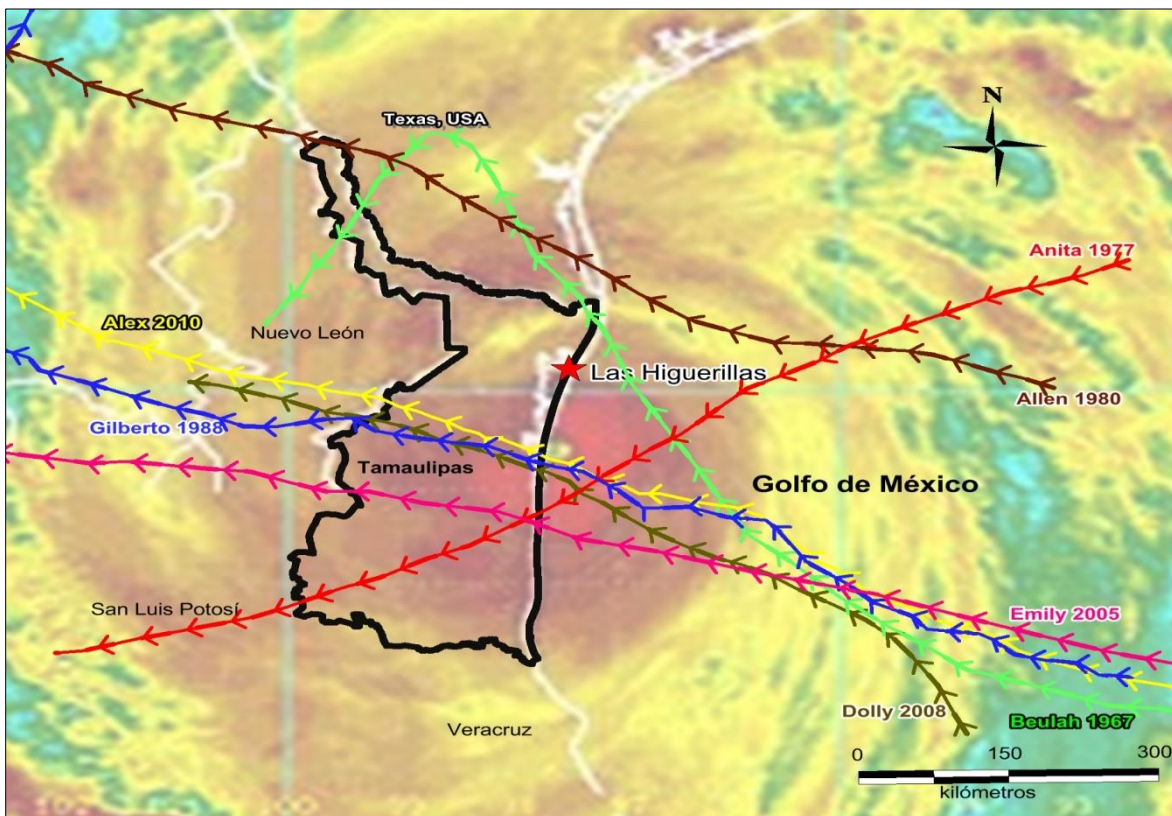 N
Texas, USA
Anita 1977
Alex 2010
Nuevo León
Las Higuerillas
Allen 1980
Gilberto 1988
Tamaulipas
Golfo de México
San Luis Potosí
Emily 2005
Dolly 2008
Beulah 1967
Veracruz
0 150 300
kilómetros